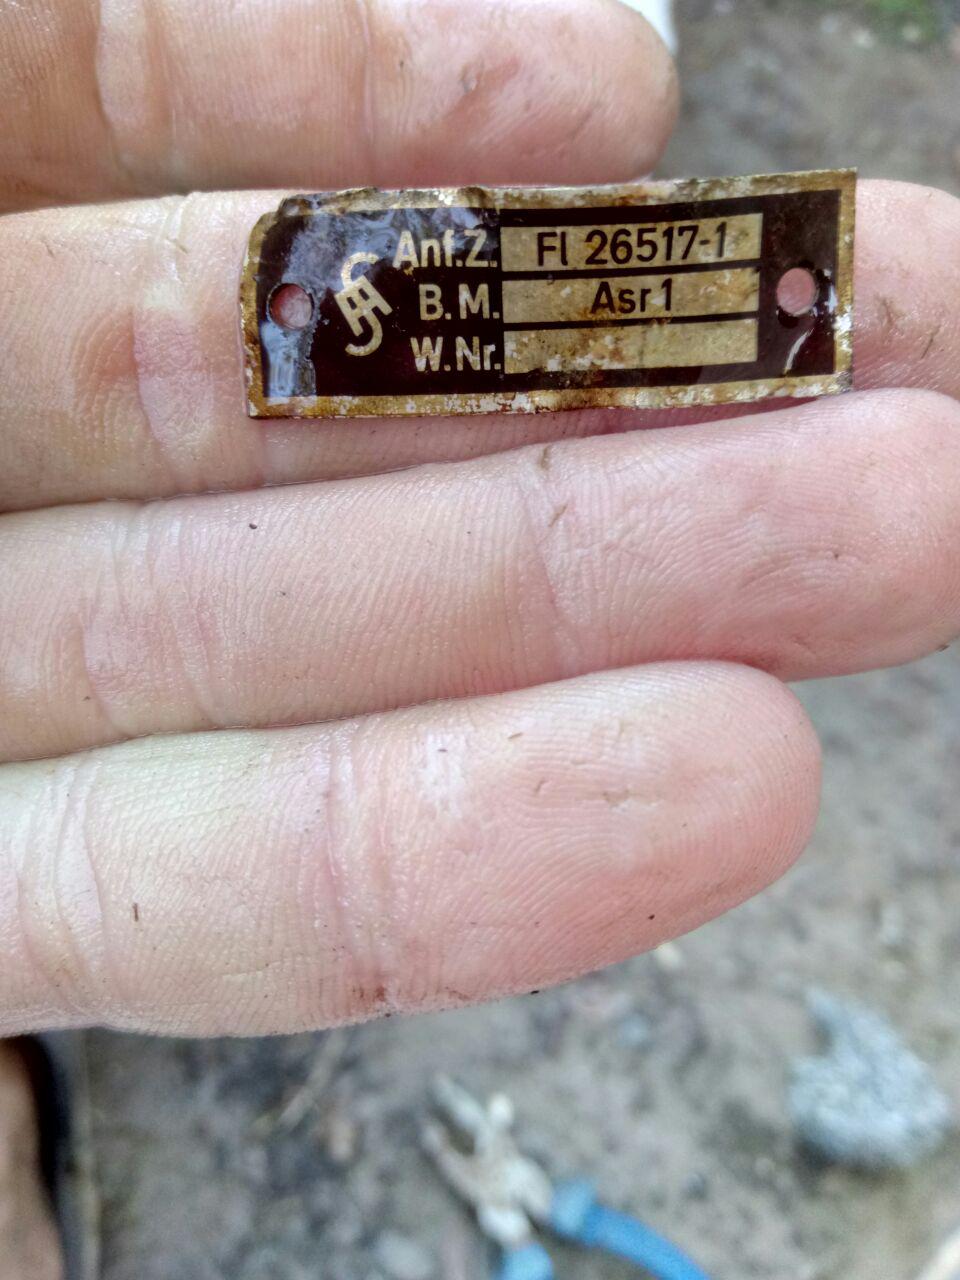 Anf.Z. Fl 26517-1
B.M. Asr 1
W.Nr.